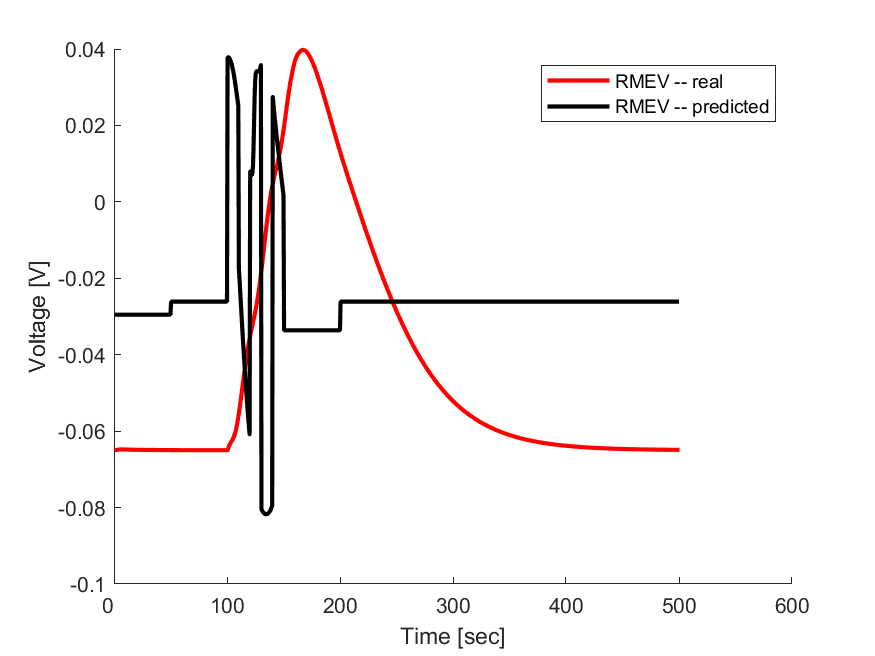 0.04
0.02
0
-0.02
-0.04
-0.06
-0.08
-0.1
Voltage [V]
RMEV -- real
RMEV -- predicted
0 100 200 300 400 500 600
Time [sec]